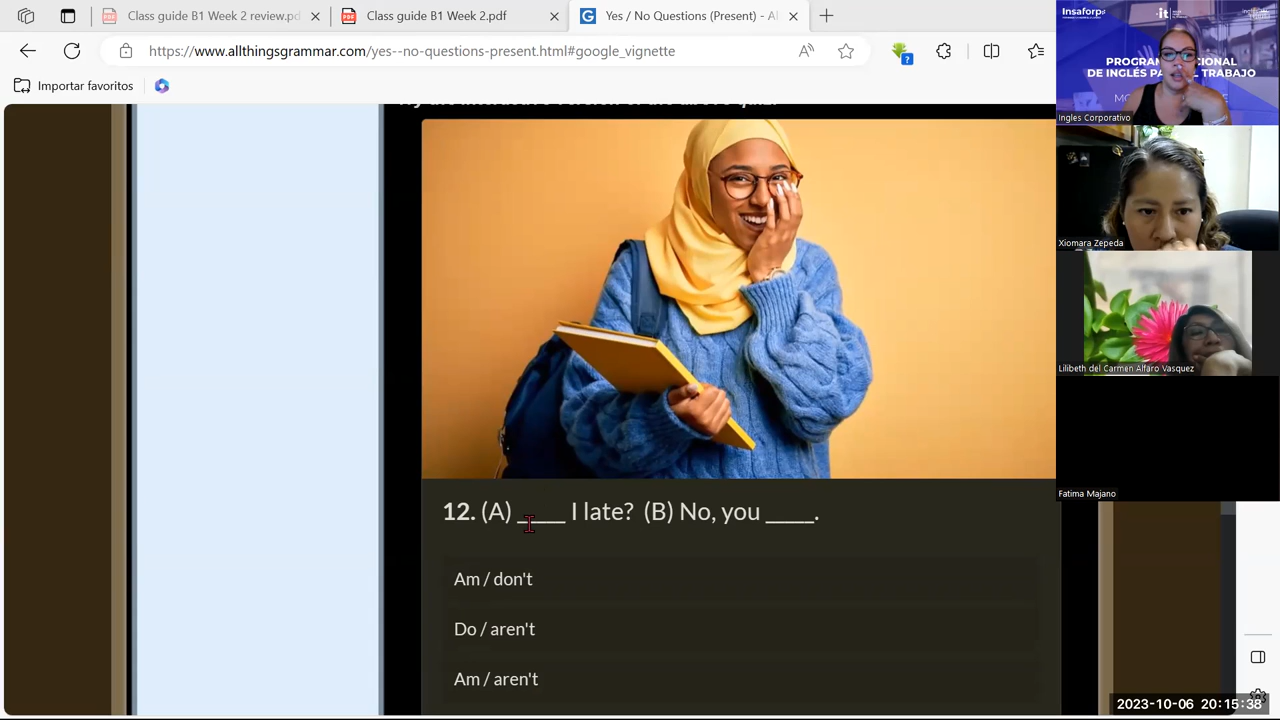 Class guide B1 Week 2 review.pd
guide B1 Week 2.pdf
Yes / No Questions (Present) - Al
https://www.allthingsgrammar.com/yes--no-questions-present.html#google_vignette
Importar favoritos
12. (A) _____ I late? (B) No, you _____.
Am / don't
Do / aren't
Am / aren't
Insaforp
it
Ingles Corporativo
Xiomara Zepeda
Lilibeth del Carmen Alfaro Vasquez
Fatima Majano
2023-10-06 20:15:38